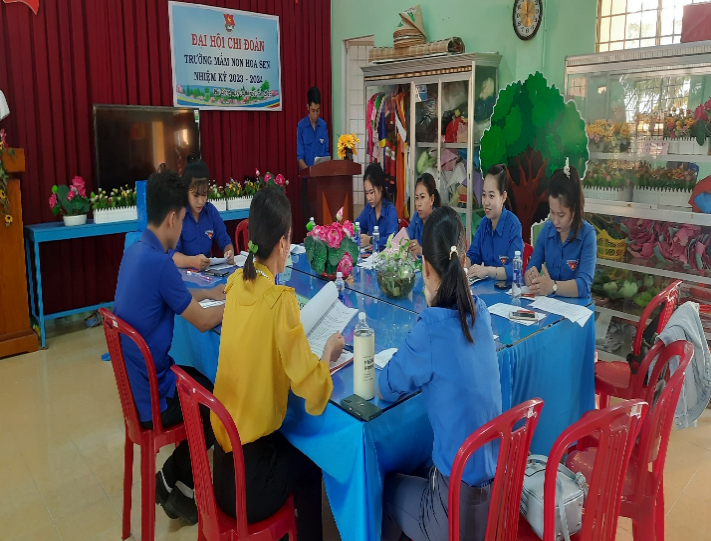 ĐẠI HỘI CHI ĐOÀN
TRƯỜNG MẦM NON HOA SEN
NHIỆM KỲ 2023 - 2024